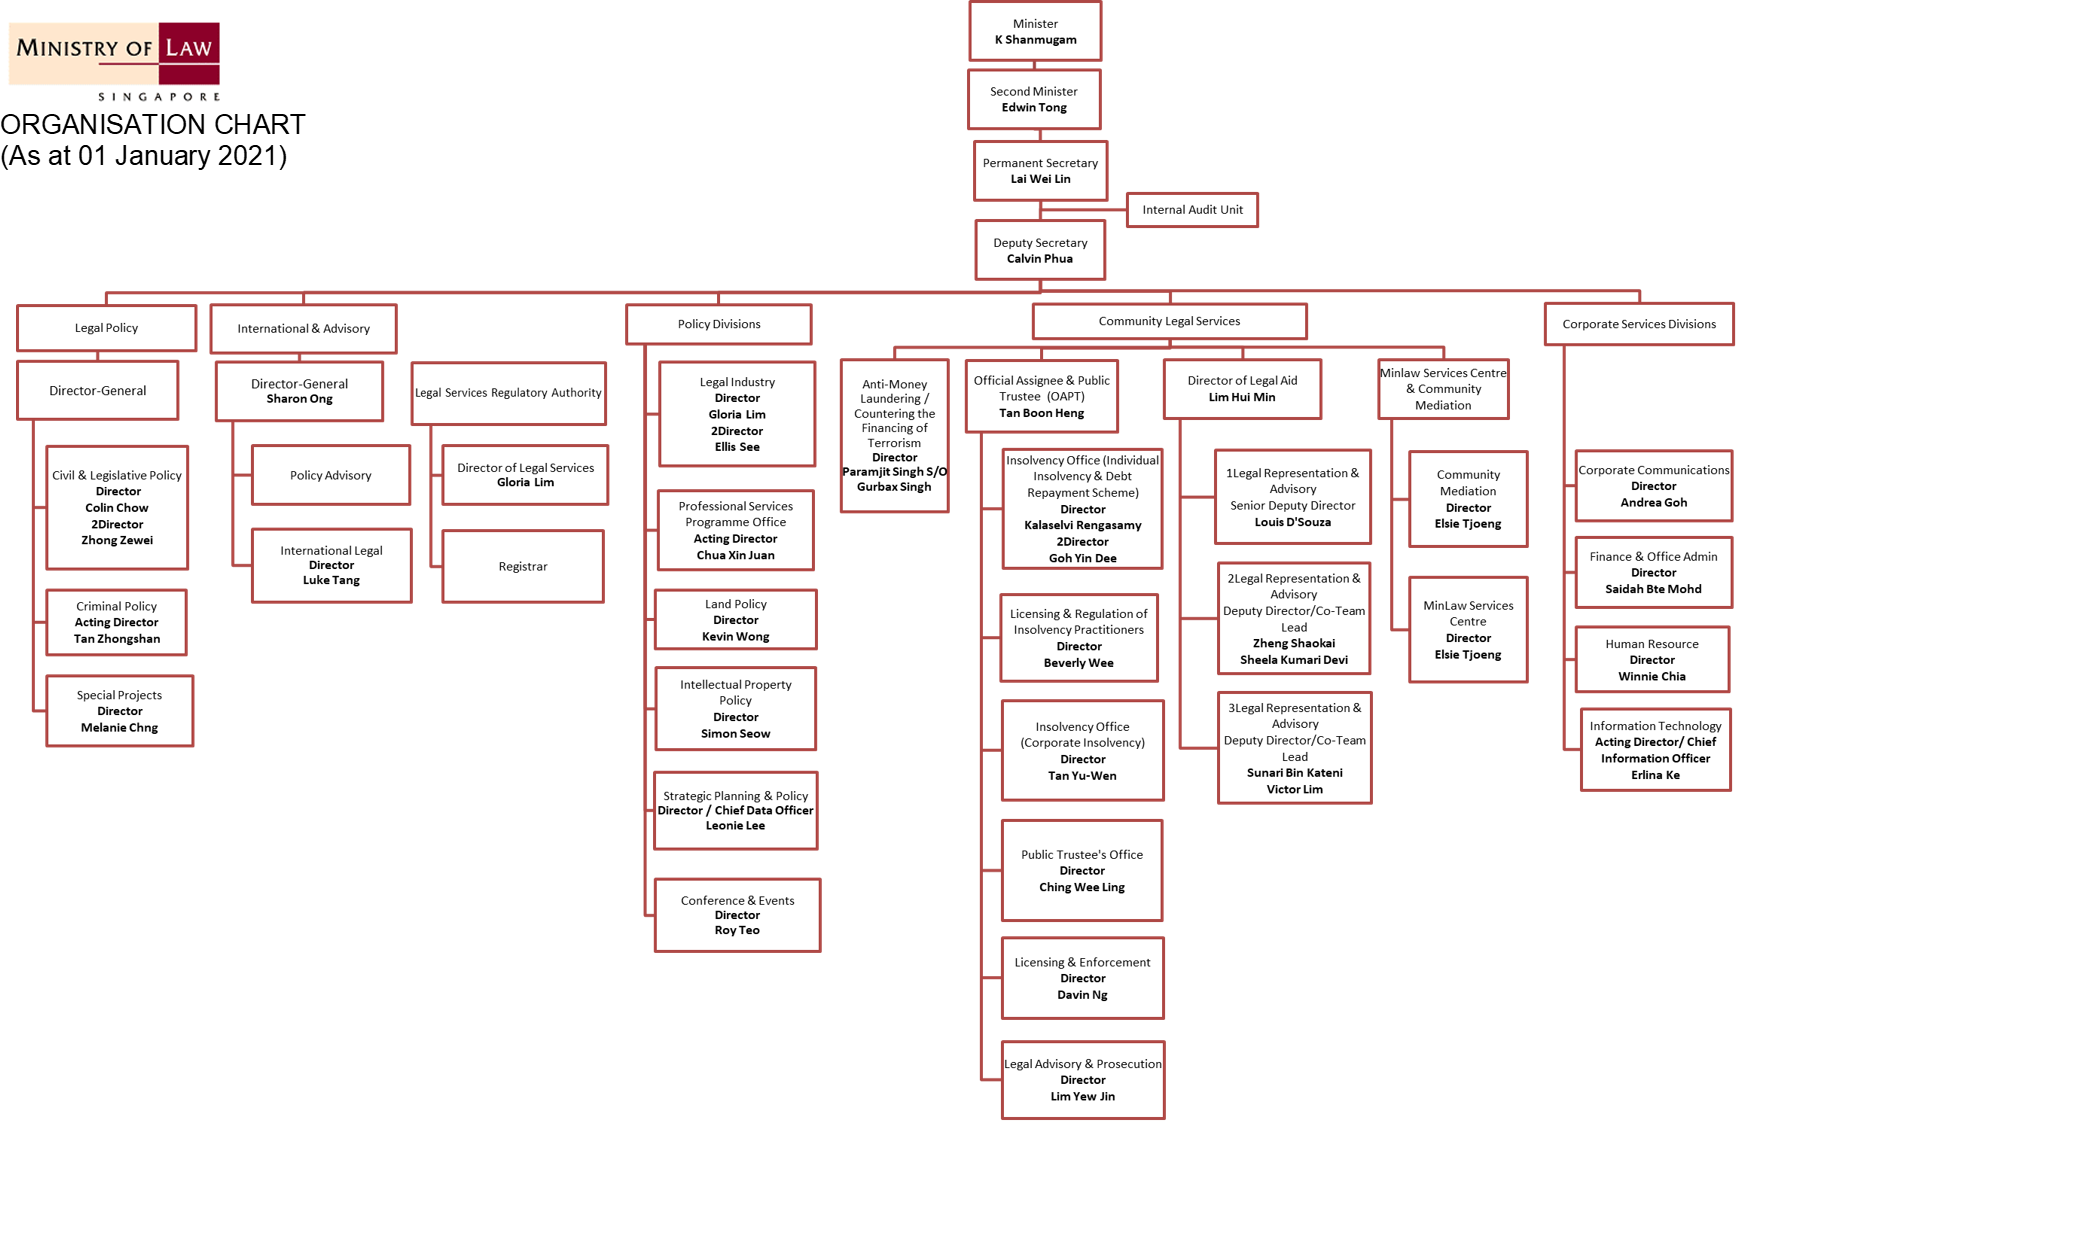 MINISTRY OF LAW
SINGAPORE
ORGANISATION CHART
(As at 01 January 2021)
Minister
K Shanmugam
Second Minister
Edwin Tong
Permanent Secretary
Lai Wei Lin
Internal Audit Unit
Deputy Secretary
Calvin Phua
Legal Policy
Director-General
Civil & Legislative Policy
Director
Colin Chow
2Director
Zhong Zewei
Criminal Policy
Acting Director
Tan Zhongshan
Special Projects
Director
Melanie Chng
International & Advisory
Director-General
Sharon Ong
Policy Advisory
International Legal
Director
Luke Tang
Legal Services Regulatory Authority
Director of Legal Services
Gloria Lim
Registrar
Policy Divisions
Legal Industry
Director
Gloria Lim
2Director
Ellis See
Professional Services
Programme Office
Acting Director
Chua Xin Juan
Land Policy
Director
Kevin Wong
Intellectual Property
Policy
Director
Simon Seow
Strategic Planning & Policy
Director / Chief Data Officer
Leonie Lee
Conference & Events
Director
Roy Teo
Community Legal Services
Anti-Money
Laundering /
Countering the
Financing of
Terrorism
Director
Paramjit Singh S/O
Gurbax Singh
Official Assignee & Public
Trustee (OAPT)
Tan Boon Heng
Insolvency Office (Individual
Insolvency & Debt
Repayment Scheme)
Director
Kalaselvi Rengasamy
2Director
Goh Yin Dee
Licensing & Regulation of
Insolvency Practitioners
Director
Beverly Wee
Insolvency Office
(Corporate Insolvency)
Director
Tan Yu-Wen
Public Trustee's Office
Director
Ching Wee Ling
Licensing & Enforcement
Director
Davin Ng
Legal Advisory & Prosecution
Director
Lim Yew Jin
Director of Legal Aid
Lim Hui Min
1Legal Representation &
Advisory
Senior Deputy Director
Louis D'Souza
2Legal Representation &
Advisory
Deputy Director/Co-Team
Lead
Zheng Shaokai
Sheela Kumari Devi
3Legal Representation &
Advisory
Deputy Director/Co-Team
Lead
Sunari Bin Kateni
Victor Lim
Minlaw Services Centre
& Community
Mediation
Community
Mediation
Director
Elsie Tjoeng
MinLaw Services
Centre
Director
Elsie Tjoeng
Corporate Services Divisions
Corporate Communications
Director
Andrea Goh
Finance & Office Admin
Director
Saidah Bte Mohd
Human Resource
Director
Winnie Chia
Information Technology
Acting Director/ Chief
Information Officer
Erlina Ke